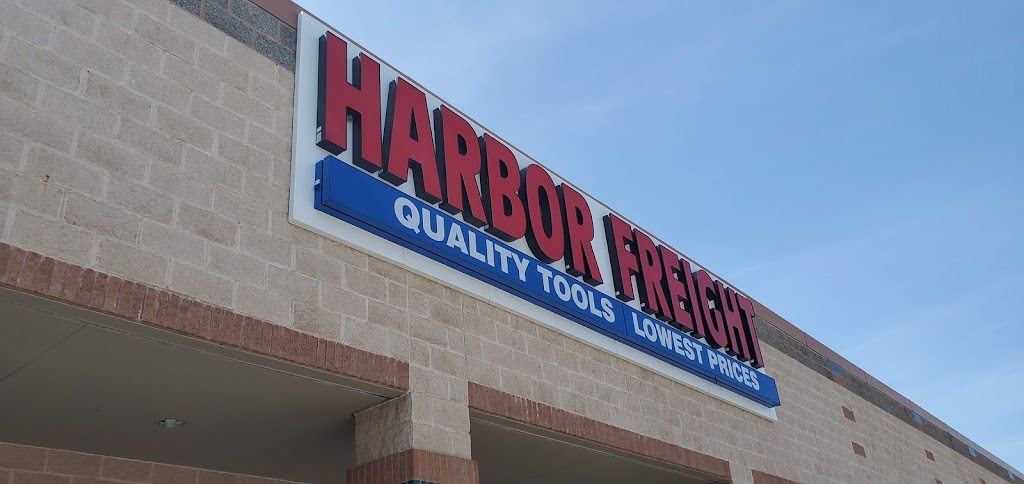 HARBOR FREIGHT
QUALITY TOOLS LOWEST PRICES